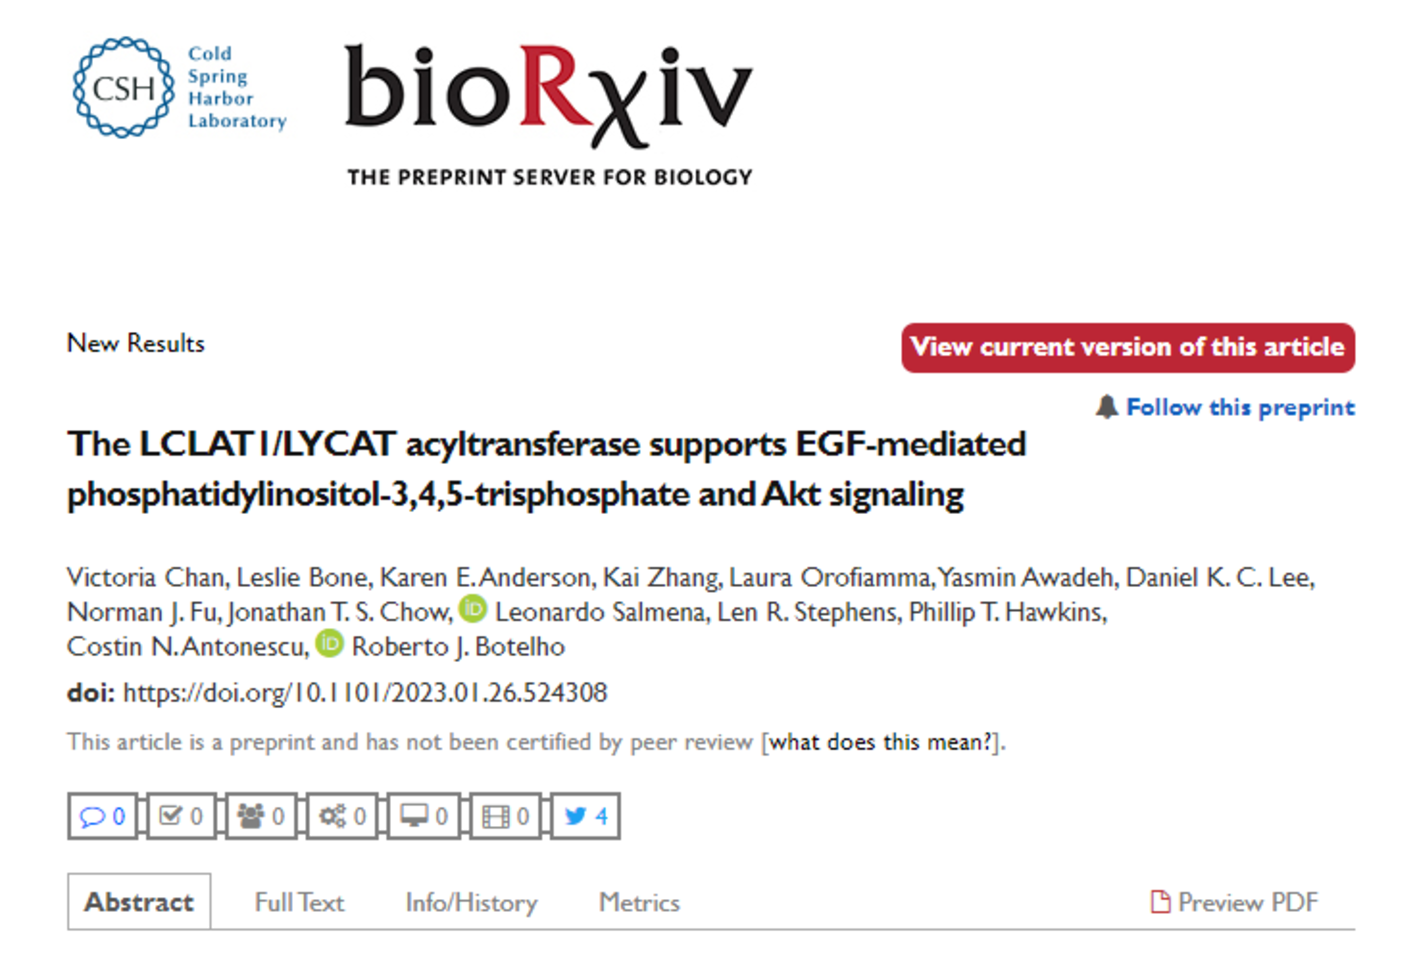 CSH
Cold
Spring
Harbor
Laboratory
bioRχiv
THE PREPRINT SERVER FOR BIOLOGY
New Results
View current version of this article
Follow this preprint
The LCLAT1/LYCAT acyltransferase supports EGF-mediated
phosphatidylinositol-3,4,5-trisphosphate and Akt signaling
Victoria Chan, Leslie Bone, Karen E. Anderson, Kai Zhang, Laura Orofiamma, Yasmin Awadeh, Daniel K. C. Lee,
Norman J. Fu, Jonathan T. S. Chow, iD Leonardo Salmena, Len R. Stephens, Phillip T. Hawkins,
Costin N. Antonescu, iD Roberto J. Botelho
doi: https://doi.org/10.1101/2023.01.26.524308
This article is a preprint and has not been certified by peer review [what does this mean?].
0 0 0 0 0 0 4
Abstract Full Text Info/History Metrics Preview PDF